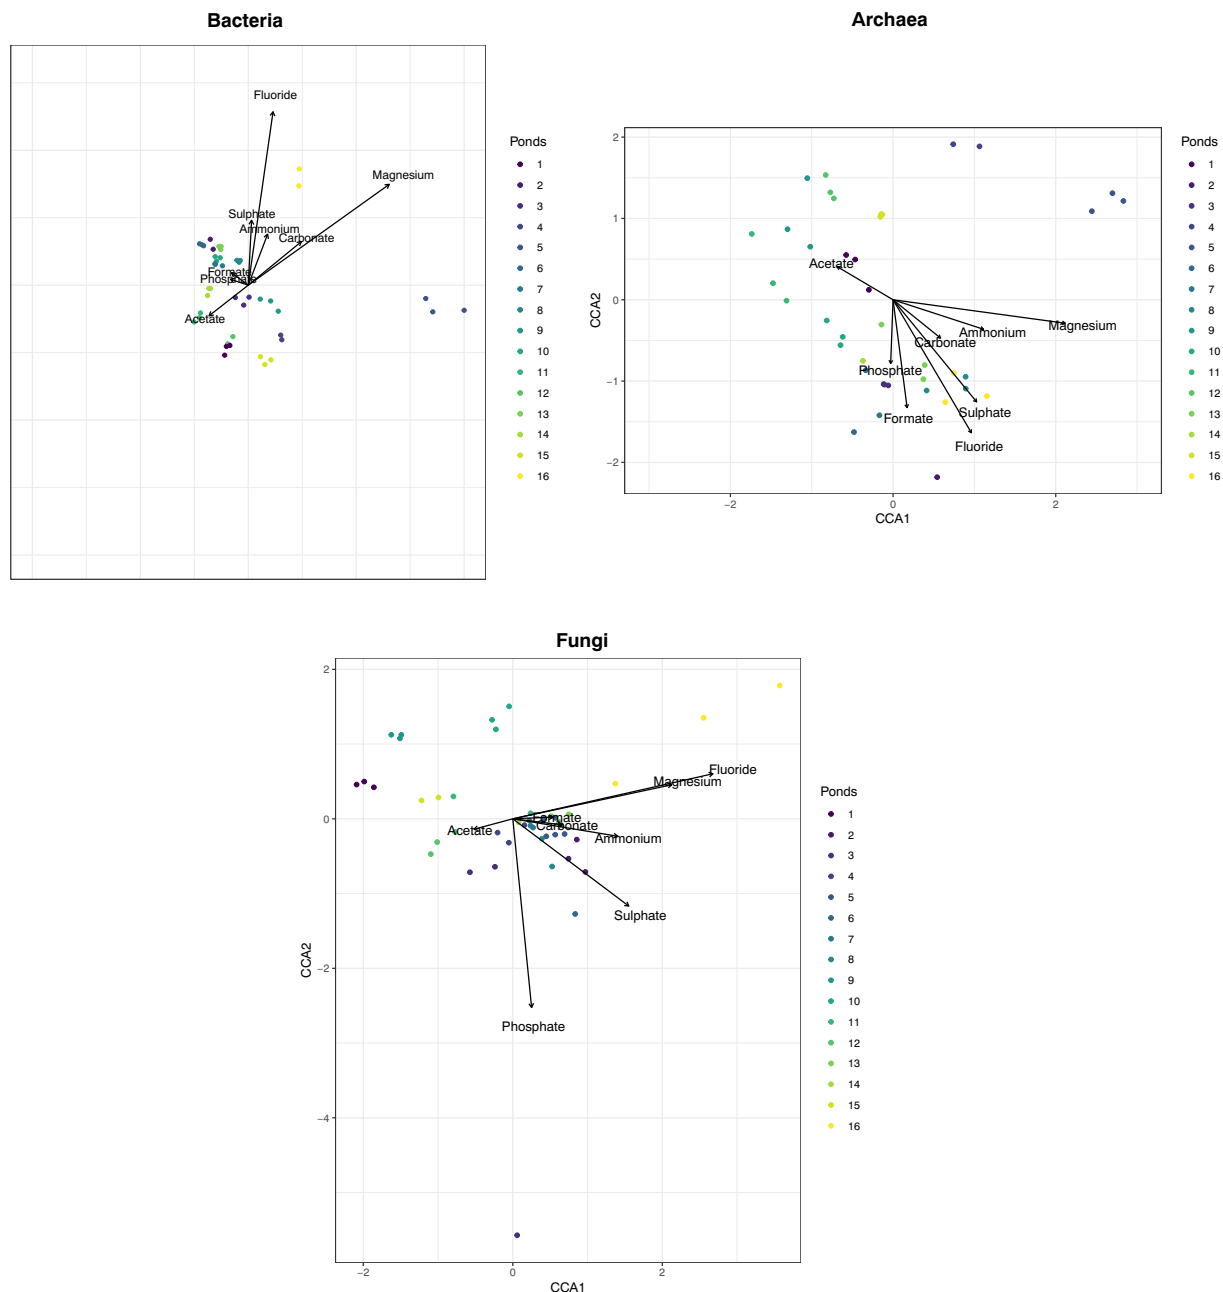 Bacteria
Fluoride
Magnesium
Sulphate
Ammonium
Carbonate
Formate
Phosphate
Acetate
Ponds
1
2
3
4
5
6
7
8
9
10
11
12
13
14
15
16
Archaea
2
1
0
−1
−2
CCA2
Acetate
Magnesium
Ammonium
Carbonate
Phosphate
Sulphate
Formate
Fluoride
−2
0
2
CCA1
Ponds
1
2
3
4
5
6
7
8
9
10
11
12
13
14
15
16
Fungi
2
0
−2
−4
CCA2
Fluoride
Magnesium
Formate
Carbonate
Acetate
Ammonium
Sulphate
Phosphate
−2
0
2
CCA1
Ponds
1
2
3
4
5
6
7
8
9
10
11
12
13
14
15
16